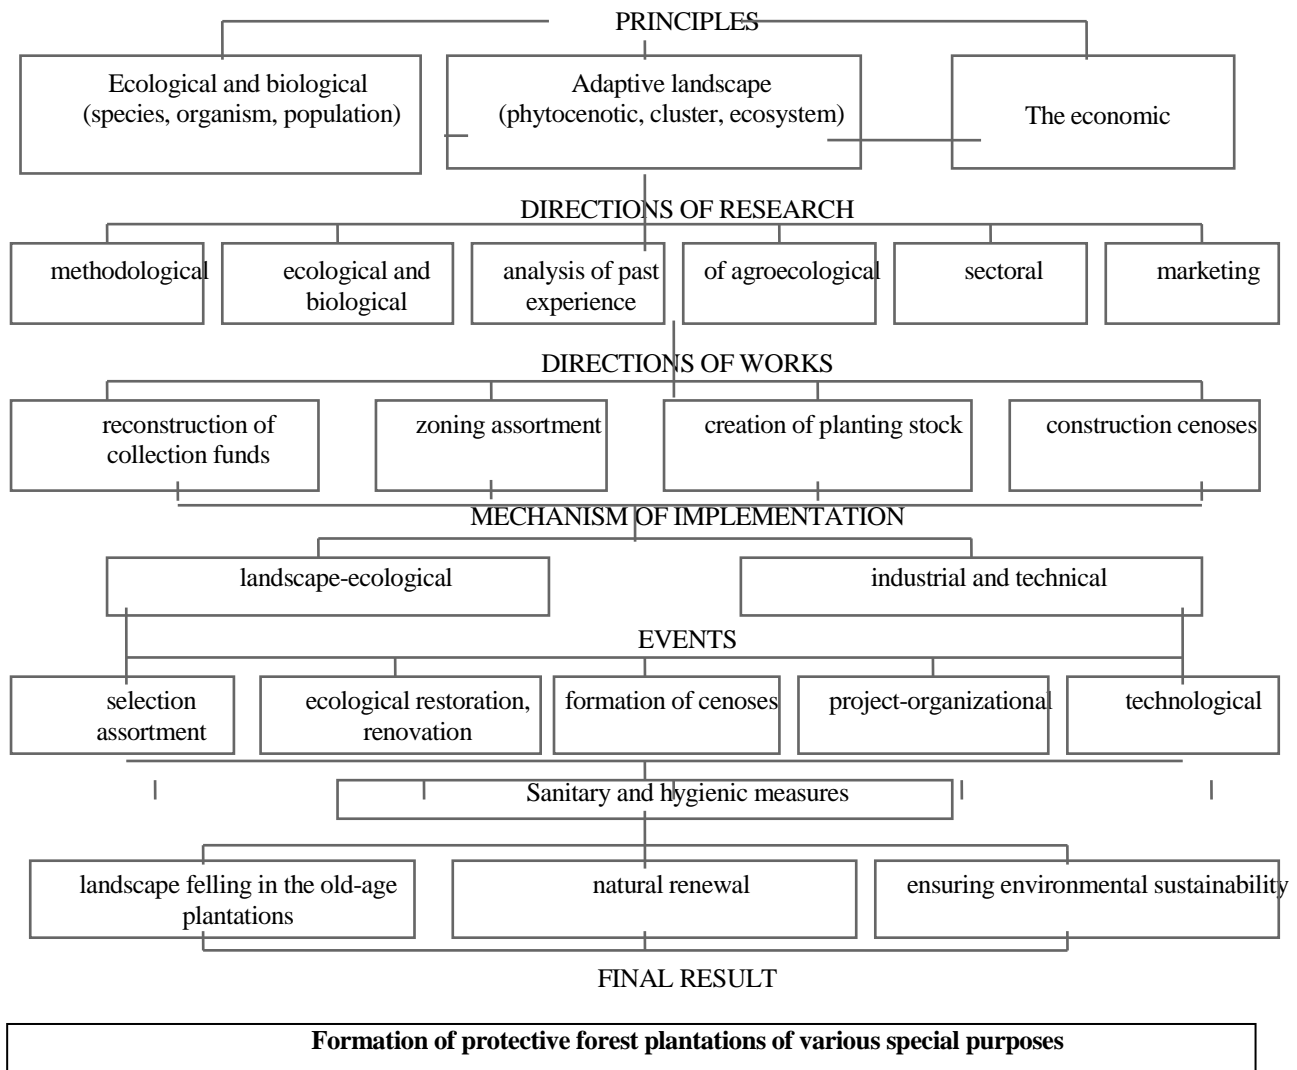 PRINCIPLES
Ecological and biological
(species, organism, population)
Adaptive landscape
(phytocenotic, cluster, ecosystem)
The economic
DIRECTIONS OF RESEARCH
methodological
ecological and
biological
analysis of past
experience
of agroecological
sectoral
marketing
DIRECTIONS OF WORKS
reconstruction of
collection funds
zoning assortment
creation of planting stock
construction cenoses
MECHANISM OF IMPLEMENTATION
landscape-ecological
industrial and technical
EVENTS
selection
assortment
ecological restoration,
renovation
formation of cenoses
project-organizational
technological
Sanitary and hygienic measures
landscape felling in the old-age
plantations
natural renewal
ensuring environmental sustainability
FINAL RESULT
Formation of protective forest plantations of various special purposes